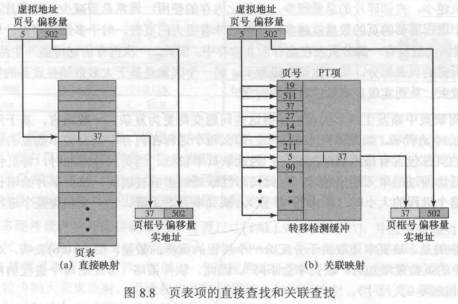 虚拟地址
页号 偏移量
5 502
37
37 502
页框号 偏移量
实地址
页表
(a) 直接映射
虚拟地址
页号 偏移量
5 502
页号 PT项
19
511
37
27
14
1
211
5 37
90
37 502
页框号 偏移量
实地址
转移检测缓冲
(b) 关联映射
图 8.8 页表项的直接查找和关联查找